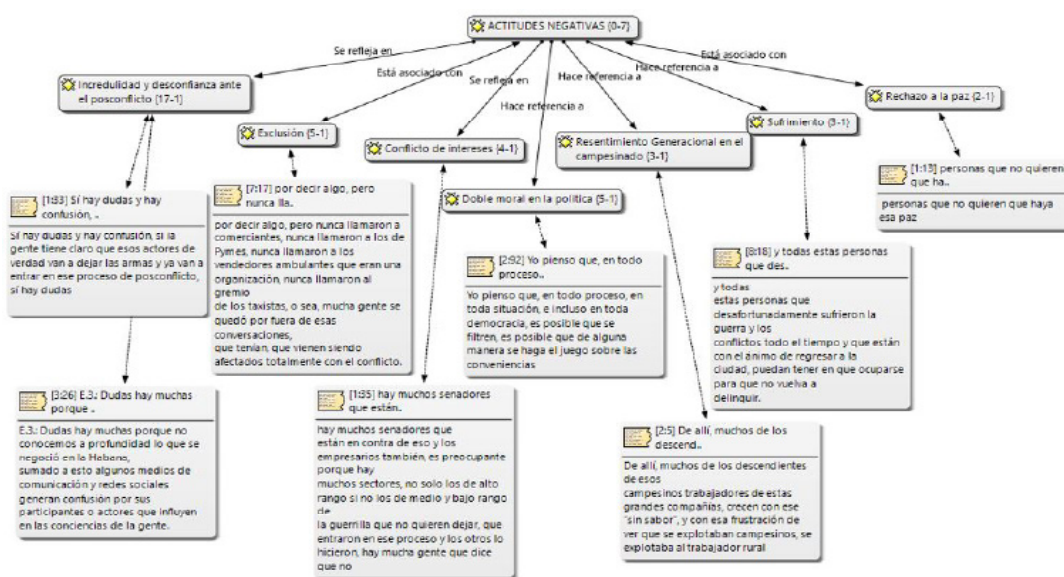 ACTITUDES NEGATIVAS {0-7}
Se refleja en
Está asociado con
Se refleja en
Hace referencia a
Hace referencia a
Hace referencia a
Está asociado con
Incredulidad y desconfianza ante
el posconflicto {17-1}
Exclusión {5-1}
Conflicto de intereses {4-1}
Doble moral en la política {5-1}
Resentimiento Generacional en el
campesinado {3-1}
Sufrimiento {3-1}
Rechazo a la paz {2-1}
[1:33] Sí hay dudas y hay
confusión, ..
Sí hay dudas y hay confusión, si la
gente tiene claro que esos actores de
verdad van a dejar las armas y ya van a
entrar en ese proceso de posconflicto,
sí hay dudas
[7:17] por decir algo, pero
nunca lla..
por decir algo, pero nunca llamaron a
comerciantes, nunca llamaron a los de
Pymes, nunca llamaron a los
vendedores ambulantes que eran una
organización, nunca llamaron al
gremio
de los taxistas, o sea, mucha gente se
quedó por fuera de esas
conversaciones,
que tenían, que vienen siendo
afectados totalmente con el conflicto.
[2:92] Yo pienso que, en todo
proceso..
Yo pienso que, en todo proceso, en
toda situación, e incluso en toda
democracia, es posible que se
filtren, es posible que de alguna
manera se haga el juego sobre las
conveniencias
[8:18] y todas estas personas
que des..
y todas
estas personas que
desafortunadamente sufrieron la
guerra y los
conflictos todo el tiempo y que están
con el ánimo de regresar a la
ciudad, puedan tener en que ocuparse
para que no vuelva a
delinquir.
[1:13] personas que no quieren
que ha..
personas que no quieren que haya
esa paz
[3:26] E.3.: Dudas hay muchas
porque ..
E.3.: Dudas hay muchas porque no
conocemos a profundidad lo que se
negoció en la Habana,
sumado a esto algunos medios de
comunicación y redes sociales
generan confusión por sus
participantes o actores que influyen
en las conciencias de la gente.
[1:35] hay muchos senadores
que están..
hay muchos senadores que
están en contra de eso y los
empresarios también, es preocupante
porque hay
muchos sectores, no solo los de alto
rango si no los de medio y bajo rango
de
la guerrilla que no quieren dejar, que
entraron en ese proceso y los otros lo
hicieron, hay mucha gente que dice
que no
[2:5] De allí, muchos de los
descend..
De allí, muchos de los descendientes
de esos
campesinos trabajadores de estas
grandes compañías, crecen con ese
"sin sabor", y con esa frustración de
ver que se explotaban campesinos, se
explotaba al trabajador rural